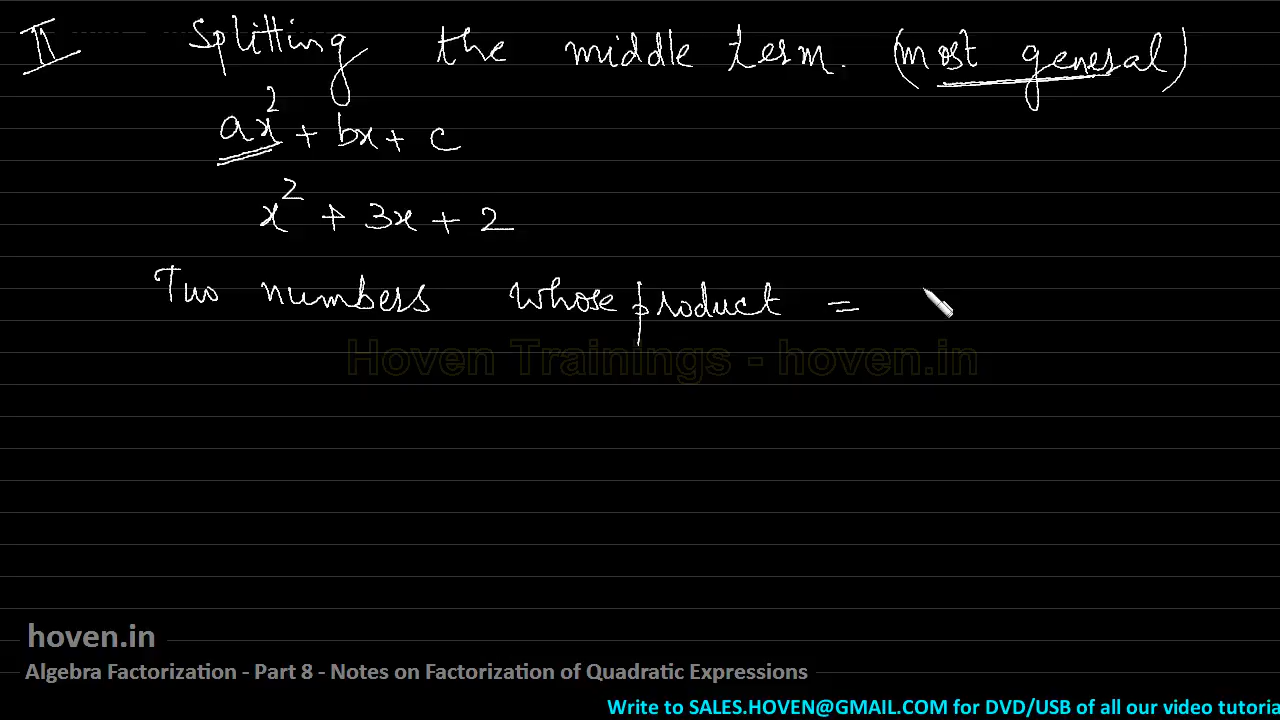 II Splitting the middle term. (most general)
ax² + bx + c
x² + 3x + 2
Two numbers whose product =
Hoven Trainings - hoven.in
hoven.in
Algebra Factorization - Part 8 - Notes on Factorization of Quadratic Expressions
Write to SALES.HOVEN@GMAIL.COM for DVD/USB of all our video tutoria